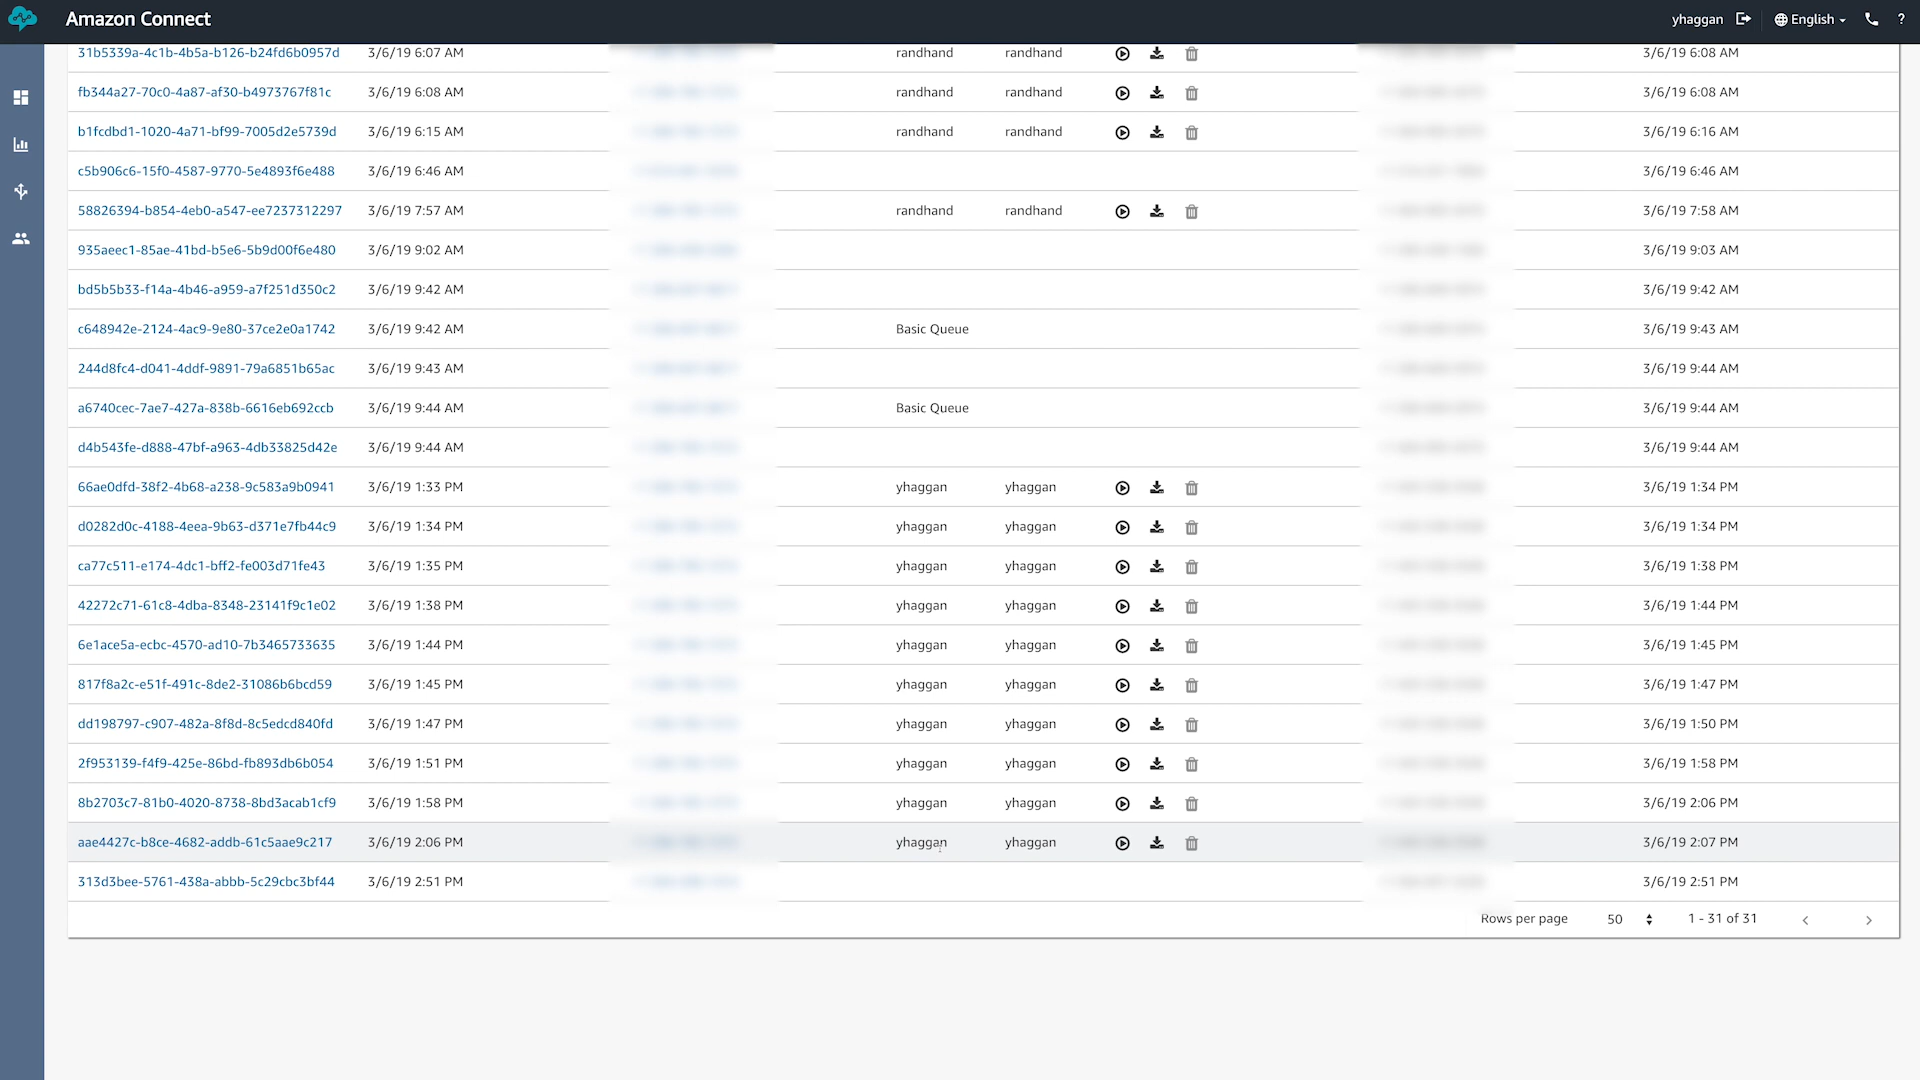 Amazon Connect yhaggan English ?
31b5339a-4c1b-4b5a-b126-b24fd6b0957d 3/6/19 6:07 AM randhand randhand 3/6/19 6:08 AM
fb344a27-70c0-4a87-af30-b4973767f81c 3/6/19 6:08 AM randhand randhand 3/6/19 6:08 AM
b1fcdbd1-1020-4a71-bf99-7005d2e5739d 3/6/19 6:15 AM randhand randhand 3/6/19 6:16 AM
c5b906c6-15f0-4587-9770-5e4893f6e488 3/6/19 6:46 AM 3/6/19 6:46 AM
58826394-b854-4eb0-a547-ee7237312297 3/6/19 7:57 AM randhand randhand 3/6/19 7:58 AM
935aeec1-85ae-41bd-b5e6-5b9d00f6e480 3/6/19 9:02 AM 3/6/19 9:03 AM
bd5b5b33-f14a-4b46-a959-a7f251d350c2 3/6/19 9:42 AM 3/6/19 9:42 AM
c648942e-2124-4ac9-9e80-37ce2e0a1742 3/6/19 9:42 AM Basic Queue 3/6/19 9:43 AM
244d8fc4-d041-4ddf-9891-79a6851b65ac 3/6/19 9:43 AM 3/6/19 9:44 AM
a6740cec-7ae7-427a-838b-6616eb692ccb 3/6/19 9:44 AM Basic Queue 3/6/19 9:44 AM
d4b543fe-d888-47bf-a963-4db33825d42e 3/6/19 9:44 AM 3/6/19 9:44 AM
66ae0dfd-38f2-4b68-a238-9c583a9b0941 3/6/19 1:33 PM yhaggan yhaggan 3/6/19 1:34 PM
d0282d0c-4188-4eea-9b63-d371e7fb44c9 3/6/19 1:34 PM yhaggan yhaggan 3/6/19 1:34 PM
ca77c511-e174-4dc1-bff2-fe003d71fe43 3/6/19 1:35 PM yhaggan yhaggan 3/6/19 1:38 PM
42272c71-61c8-4dba-8348-23141f9c1e02 3/6/19 1:38 PM yhaggan yhaggan 3/6/19 1:44 PM
6e1ace5a-ecbc-4570-ad10-7b3465733635 3/6/19 1:44 PM yhaggan yhaggan 3/6/19 1:45 PM
817f8a2c-e51f-491c-8de2-31086b6bcd59 3/6/19 1:45 PM yhaggan yhaggan 3/6/19 1:47 PM
dd198797-c907-482a-8f8d-8c5edcd840fd 3/6/19 1:47 PM yhaggan yhaggan 3/6/19 1:50 PM
2f953139-f4f9-425e-86bd-fb893db6b054 3/6/19 1:51 PM yhaggan yhaggan 3/6/19 1:58 PM
8b2703c7-81b0-4020-8738-8bd3acab1cf9 3/6/19 1:58 PM yhaggan yhaggan 3/6/19 2:06 PM
aae4427c-b8ce-4682-addb-61c5aae9c217 3/6/19 2:06 PM yhaggan yhaggan 3/6/19 2:07 PM
313d3bee-5761-438a-abbb-5c29cbc3bf44 3/6/19 2:51 PM 3/6/19 2:51 PM
Rows per page 50 1 - 31 of 31